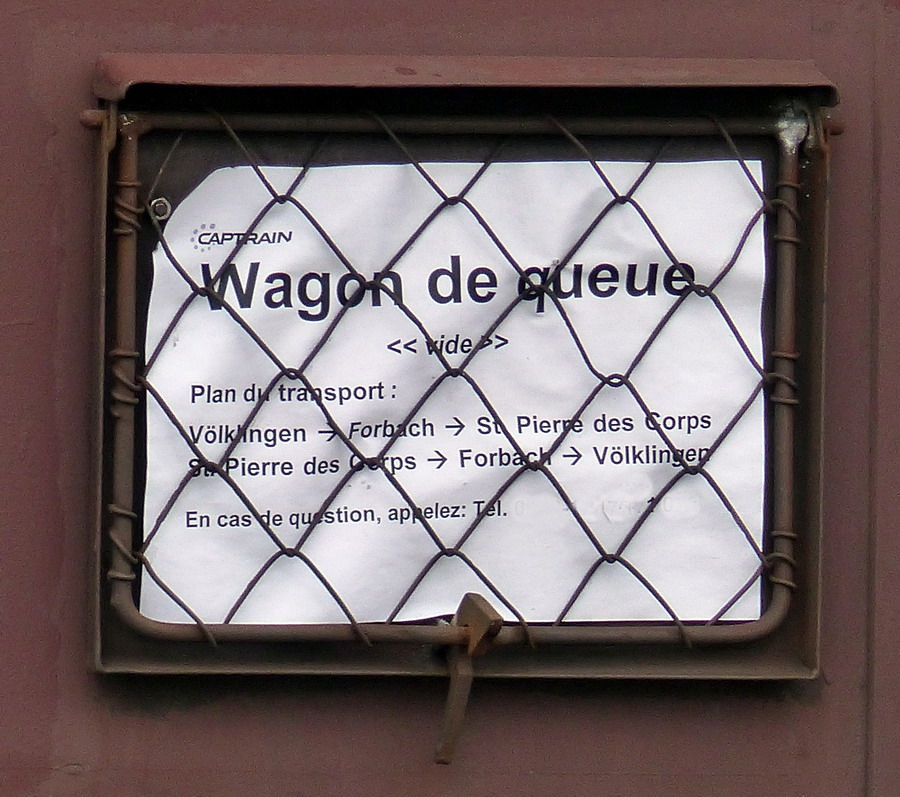 CAPTRAIN
Wagon de queue
<< vide >>
Plan du transport :
Völklingen → Forbach → St. Pierre des Corps
St. Pierre des Corps → Forbach → Völklingen
En cas de question, appelez: Tel.